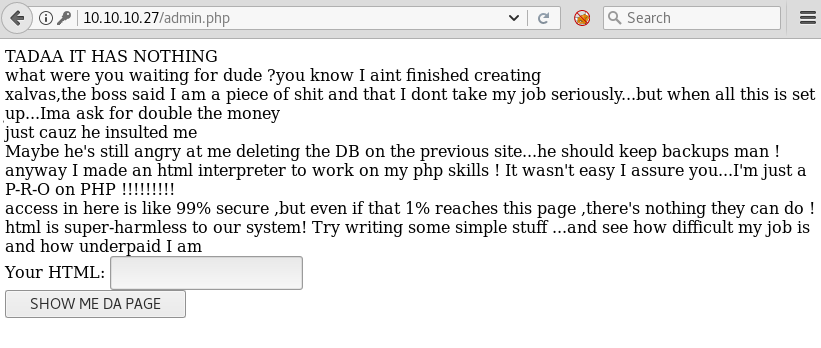 10.10.10.27/admin.php
Search
TADAA IT HAS NOTHING
what were you waiting for dude ?you know I aint finished creating
xalvas,the boss said I am a piece of shit and that I dont take my job seriously...but when all this is set
up...Ima ask for double the money
just cauz he insulted me
Maybe he's still angry at me deleting the DB on the previous site...he should keep backups man !
anyway I made an html interpreter to work on my php skills ! It wasn't easy I assure you...I'm just a
P-R-O on PHP !!!!!!!!!
access in here is like 99% secure ,but even if that 1% reaches this page ,there's nothing they can do !
html is super-harmless to our system! Try writing some simple stuff ...and see how difficult my job is
and how underpaid I am
Your HTML:
SHOW ME DA PAGE